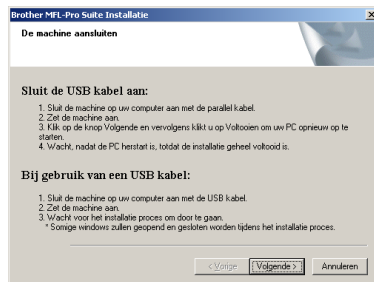 Brother MFL-Pro Suite Installatie
De machine aansluiten
Sluit de USB kabel aan:
1. Sluit de machine op uw computer aan met de parallel kabel.
2. Zet de machine aan.
3. Klik op de knop Volgende en vervolgens klikt u op Voltooien om uw PC opnieuw op te
starten.
4. Wacht, nadat de PC herstart is, totdat de installatie geheel voltooid is.
Bij gebruik van een USB kabel:
1. Sluit de machine op uw computer aan met de USB kabel.
2. Zet de machine aan.
3. Wacht voor het installatie proces om door te gaan.
* Somige windows zullen geopend en gesloten worden tijdens het installatie proces.
< Vorige
Volgende >
Annuleren